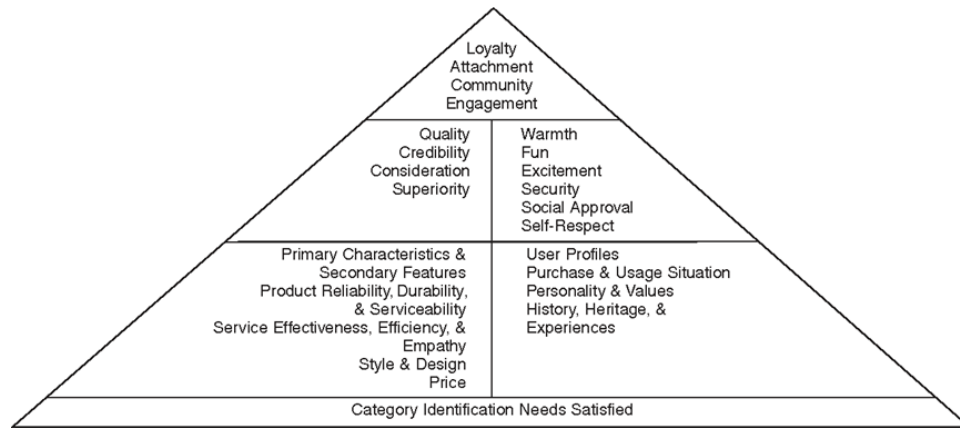 Loyalty
Attachment
Community
Engagement
Quality
Credibility
Consideration
Superiority
Warmth
Fun
Excitement
Security
Social Approval
Self-Respect
Primary Characteristics &
Secondary Features
Product Reliability, Durability,
& Serviceability
Service Effectiveness, Efficiency, &
Empathy
Style & Design
Price
User Profiles
Purchase & Usage Situation
Personality & Values
History, Heritage, &
Experiences
Category Identification Needs Satisfied